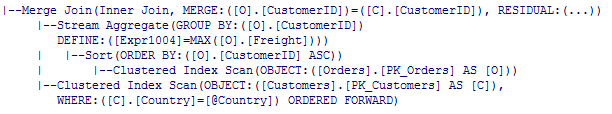 |--Merge Join(Inner Join, MERGE:([O].[CustomerID])=([C].[CustomerID]), RESIDUAL:(...))
|--Stream Aggregate(GROUP BY:([O].[CustomerID])
DEFINE:([Expr1004]=MAX([O].[Freight])))
| |--Sort(ORDER BY:([O].[CustomerID] ASC))
| |--Clustered Index Scan(OBJECT:([Orders].[PK_Orders] AS [O]))
|--Clustered Index Scan(OBJECT:([Customers].[PK_Customers] AS [C]),
WHERE:([C].[Country]=[@Country]) ORDERED FORWARD)